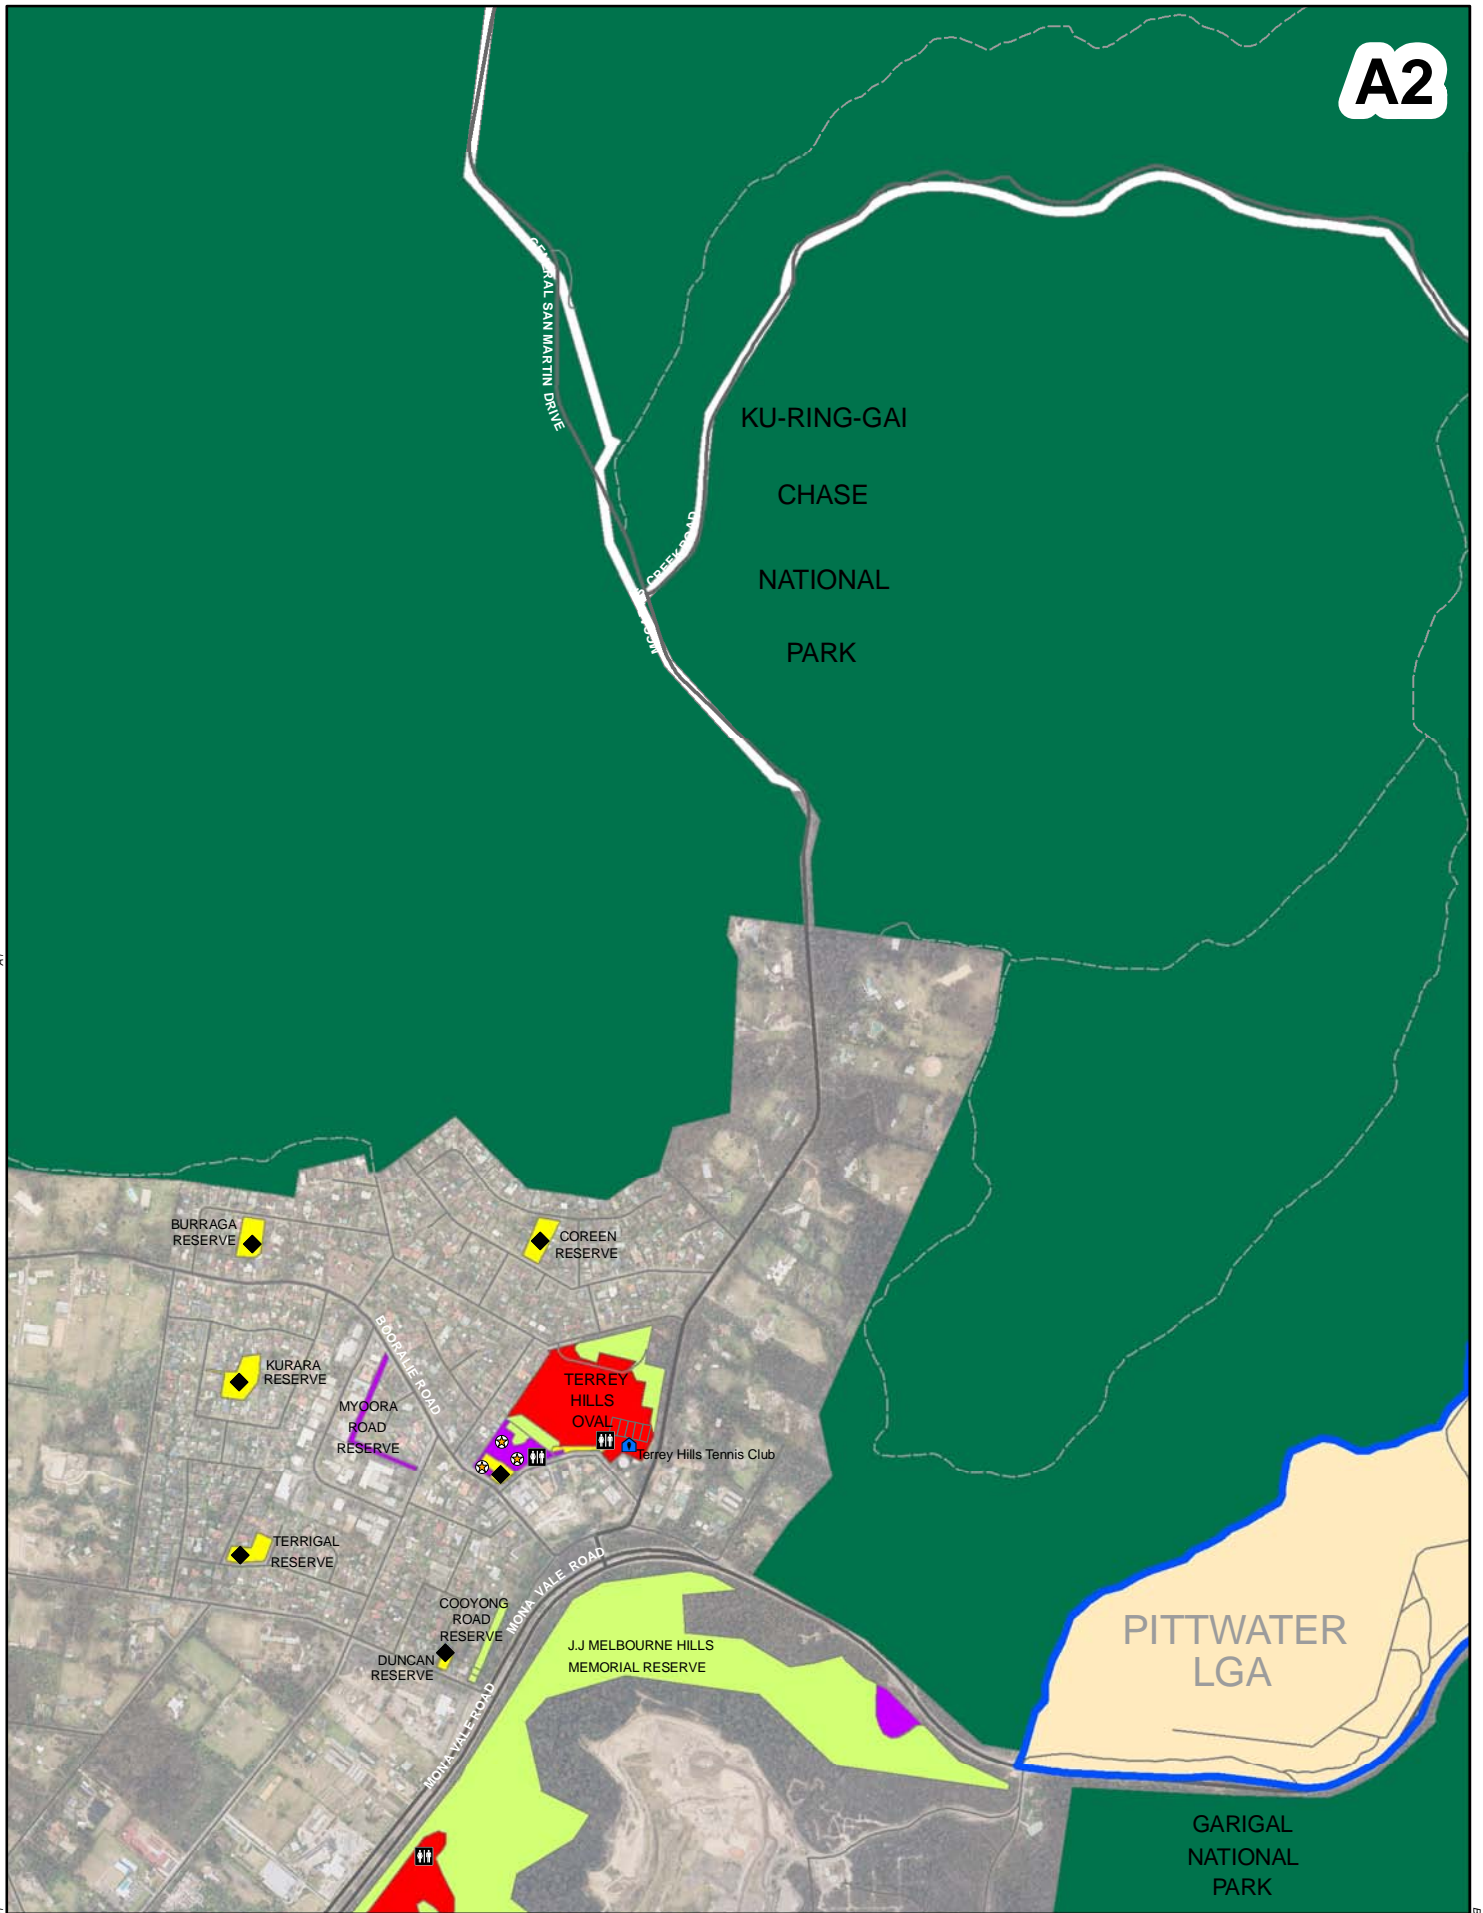 A2
GENERAL SAN MARTIN DRIVE
KU-RING-GAI
CHASE
NATIONAL
PARK
CREEK ROAD
BURRAGA
RESERVE
COREEN
RESERVE
BOORALIE ROAD
KURARA
RESERVE
MYOORA
ROAD
RESERVE
TERREY
HILLS
OVAL
Terrey Hills Tennis Club
TERRIGAL
RESERVE
MONA VALE ROAD
COOYONG
ROAD
RESERVE
DUNCAN
RESERVE
J.J MELBOURNE HILLS
MEMORIAL RESERVE
MONA VALE ROAD
PITTWATER
LGA
GARIGAL
NATIONAL
PARK